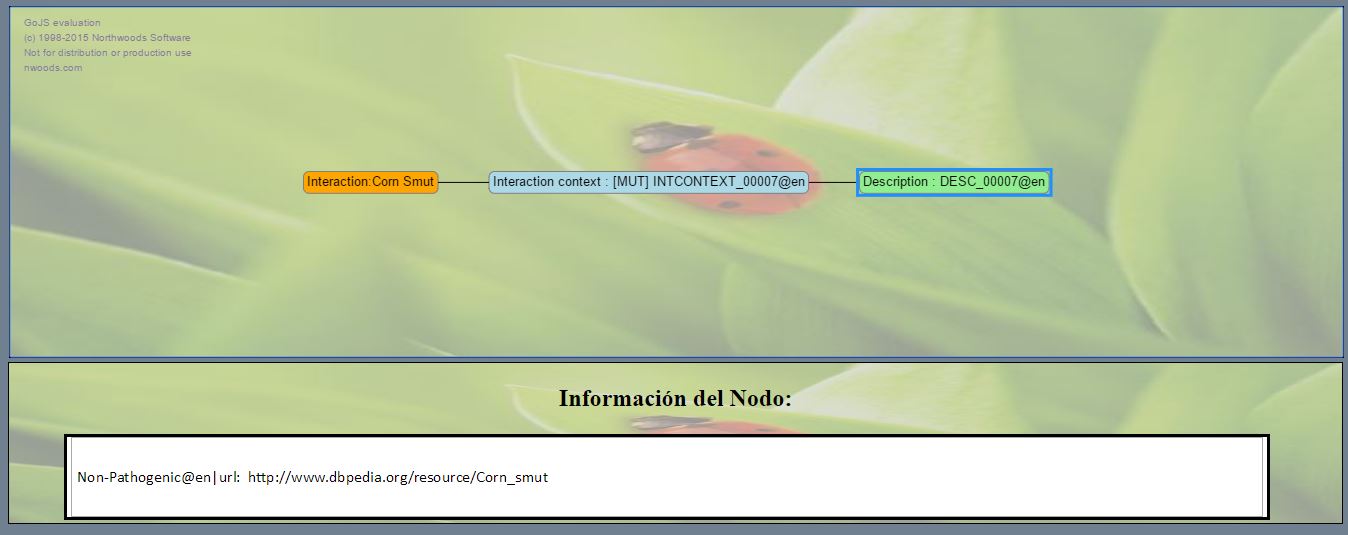 GoJS evaluation
(c) 1998-2015 Northwoods Software
Not for distribution or production use
nwoods.com
Interaction:Corn Smut
Interaction context : [MUT] INTCONTEXT_00007@en
Description : DESC_00007@en
Información del Nodo:
Non-Pathogenic@en|url: http://www.dbpedia.org/resource/Corn_smut